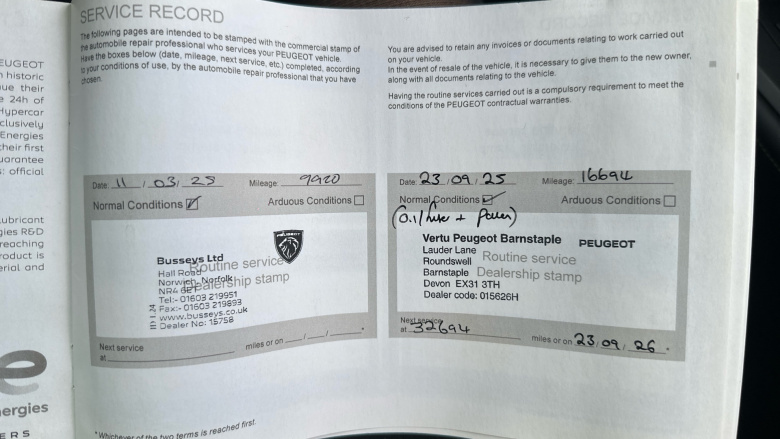 EUGEOT
historic
ue their
24h of
Hypercar
clusively
Energies
heir first
uarantee
official
ubricant
gies R&D
reaching
roduct is
erial and
e
ergies
ERS
SERVICE RECORD
The following pages are intended to be stamped with the commercial stamp of
the automobile repair professional who services your PEUGEOT vehicle.
Have the boxes below (date, mileage, next service, etc.) completed, according
to your conditions of use, by the automobile repair professional that you have
chosen.
Date: 11 / 03 / 25 Mileage: 9920
Normal Conditions ☑ Arduous Conditions ☐
PEUGEOT
Busseys Ltd
Hall Road
Norwich, Norfolk
NR4 6
Tel:- 01603 219951
Fax:- 01603 219893
www.busseys.co.uk
Dealer No: 15758
Routine service
Dealership stamp
Next service
at miles or on / / .*
*Whichever of the two terms is reached first.
You are advised to retain any invoices or documents relating to work carried out
on your vehicle.
In the event of resale of the vehicle, it is necessary to give them to the new owner,
along with all documents relating to the vehicle.
Having the routine services carried out is a compulsory requirement to meet the
conditions of the PEUGEOT contractual warranties.
Date: 23 / 09 / 25 Mileage: 16694
Normal Conditions ☑ Arduous Conditions ☐
Vertu Peugeot Barnstaple PEUGEOT
Lauder Lane
Roundswell Routine service
Barnstaple Dealership stamp
Devon EX31 3TH
Dealer code: 015626H
Next service
at 32694 miles or on 23 / 09 / 26 .*